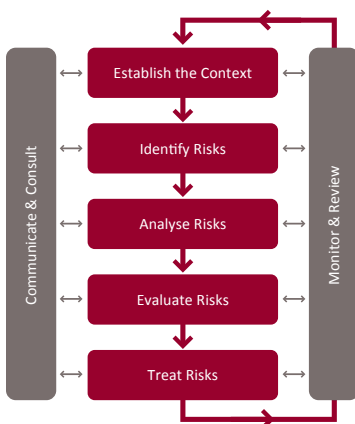 Establish the Context
Identify Risks
Analyse Risks
Evaluate Risks
Treat Risks
Communicate & Consult
Monitor & Review